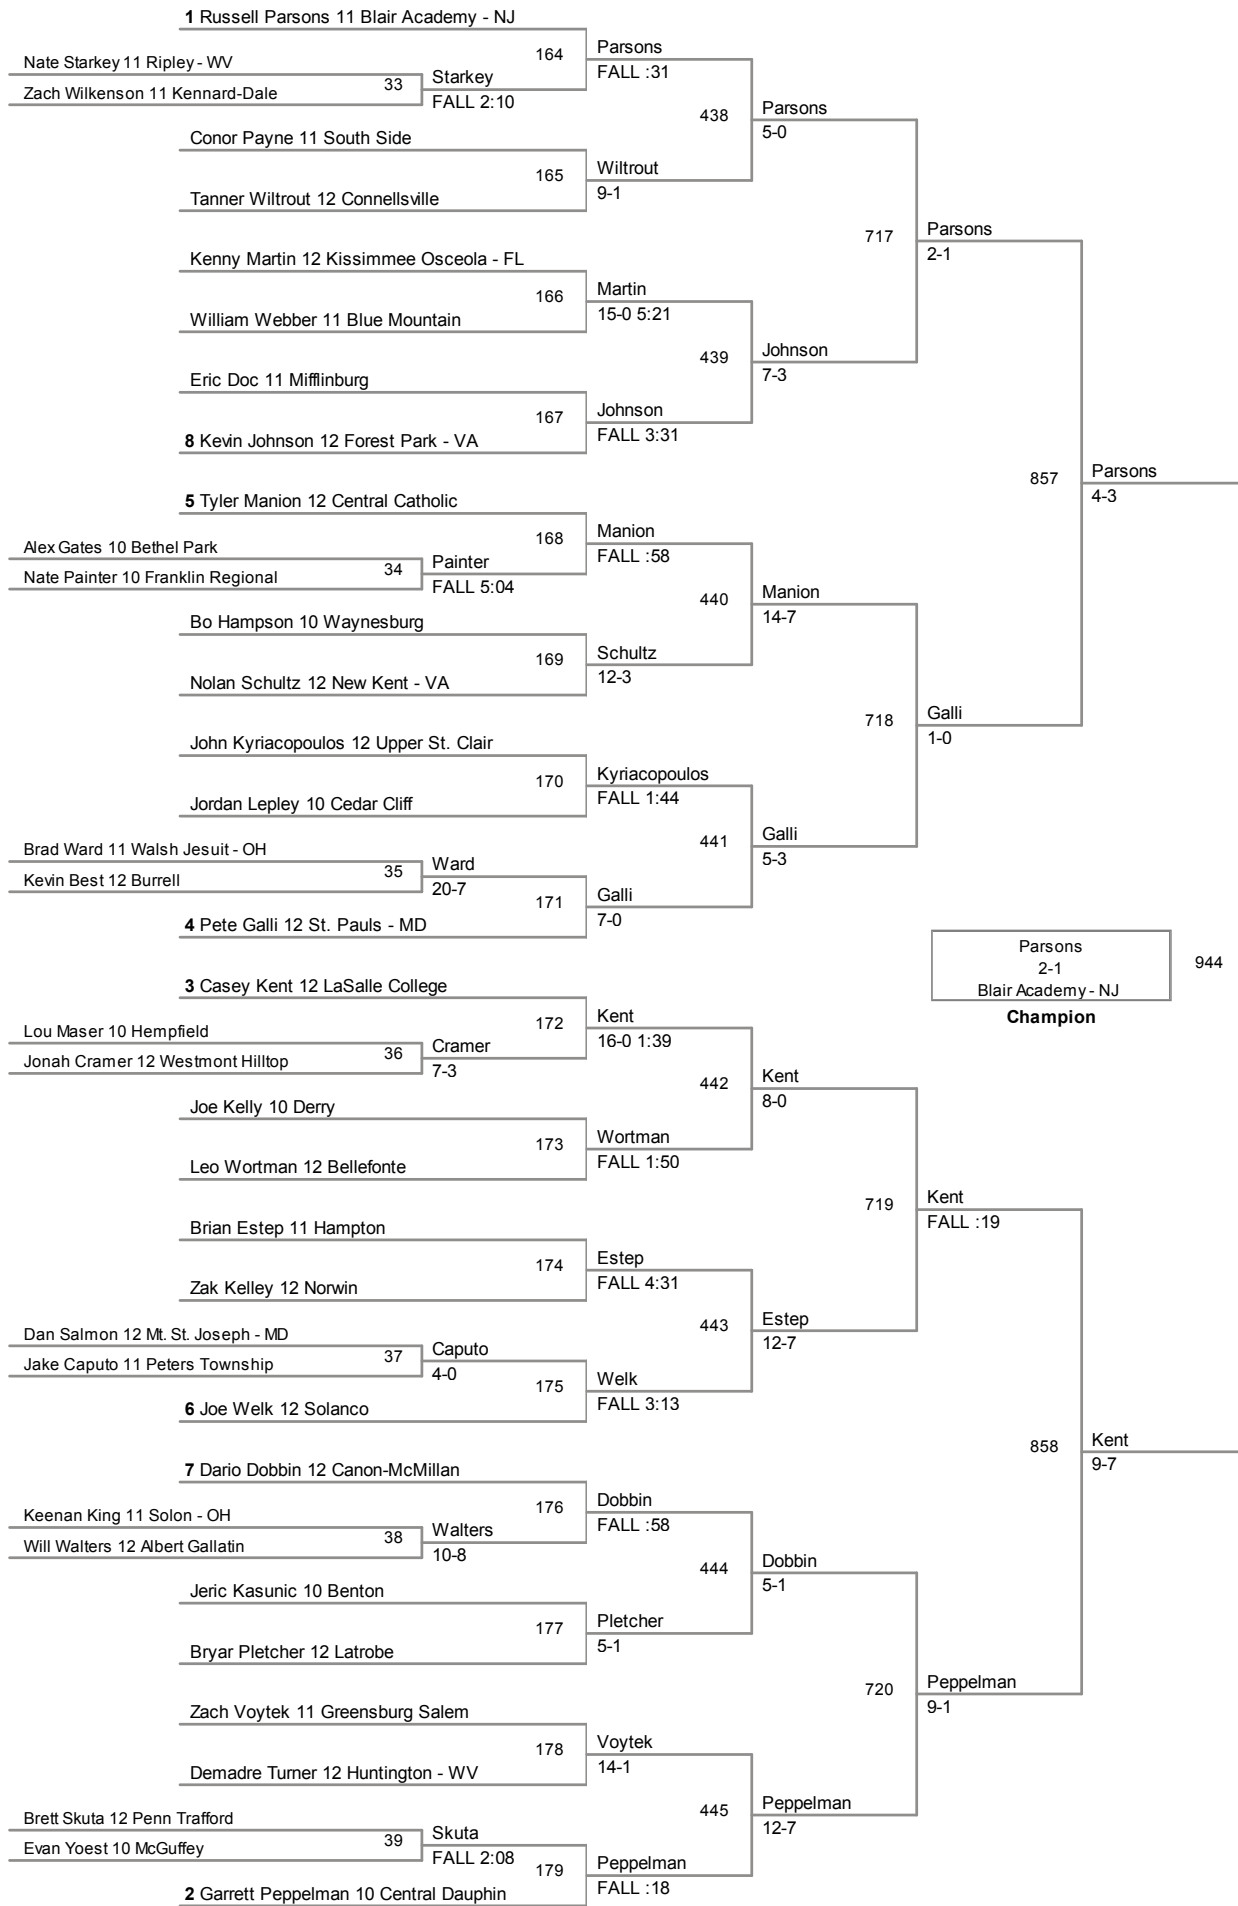 1 Russell Parsons 11 Blair Academy - NJ
164
Parsons
FALL :31
Nate Starkey 11 Ripley - WV
33
Starkey
FALL 2:10
Zach Wilkenson 11 Kennard-Dale
438
Parsons
5-0
Conor Payne 11 South Side
165
Wiltrout
9-1
Tanner Wiltrout 12 Connellsville
717
Parsons
2-1
Kenny Martin 12 Kissimmee Osceola - FL
166
Martin
15-0 5:21
William Webber 11 Blue Mountain
439
Johnson
7-3
Eric Doc 11 Mifflinburg
167
Johnson
FALL 3:31
8 Kevin Johnson 12 Forest Park - VA
857
Parsons
4-3
5 Tyler Manion 12 Central Catholic
168
Manion
FALL :58
Alex Gates 10 Bethel Park
34
Painter
FALL 5:04
Nate Painter 10 Franklin Regional
440
Manion
14-7
Bo Hampson 10 Waynesburg
169
Schultz
12-3
Nolan Schultz 12 New Kent - VA
718
Galli
1-0
John Kyriacopoulos 12 Upper St. Clair
170
Kyriacopoulos
FALL 1:44
Jordan Lepley 10 Cedar Cliff
441
Galli
5-3
Brad Ward 11 Walsh Jesuit - OH
35
Ward
20-7
Kevin Best 12 Burrell
171
Galli
7-0
4 Pete Galli 12 St. Pauls - MD
Parsons
2-1
Blair Academy - NJ
944
Champion
3 Casey Kent 12 LaSalle College
172
Kent
16-0 1:39
Lou Maser 10 Hempfield
36
Cramer
7-3
Jonah Cramer 12 Westmont Hilltop
442
Kent
8-0
Joe Kelly 10 Derry
173
Wortman
FALL 1:50
Leo Wortman 12 Bellefonte
719
Kent
FALL :19
Brian Estep 11 Hampton
174
Estep
FALL 4:31
Zak Kelley 12 Norwin
443
Estep
12-7
Dan Salmon 12 Mt. St. Joseph - MD
37
Caputo
4-0
Jake Caputo 11 Peters Township
175
Welk
FALL 3:13
6 Joe Welk 12 Solanco
858
Kent
9-7
7 Dario Dobbin 12 Canon-McMillan
176
Dobbin
FALL :58
Keenan King 11 Solon - OH
38
Walters
10-8
Will Walters 12 Albert Gallatin
444
Dobbin
5-1
Jeric Kasunic 10 Benton
177
Pletcher
5-1
Bryar Pletcher 12 Latrobe
720
Peppelman
9-1
Zach Voytek 11 Greensburg Salem
178
Voytek
14-1
Demadre Turner 12 Huntington - WV
445
Peppelman
12-7
Brett Skuta 12 Penn Trafford
39
Skuta
FALL 2:08
Evan Yoest 10 McGuffey
179
Peppelman
FALL :18
2 Garrett Peppelman 10 Central Dauphin